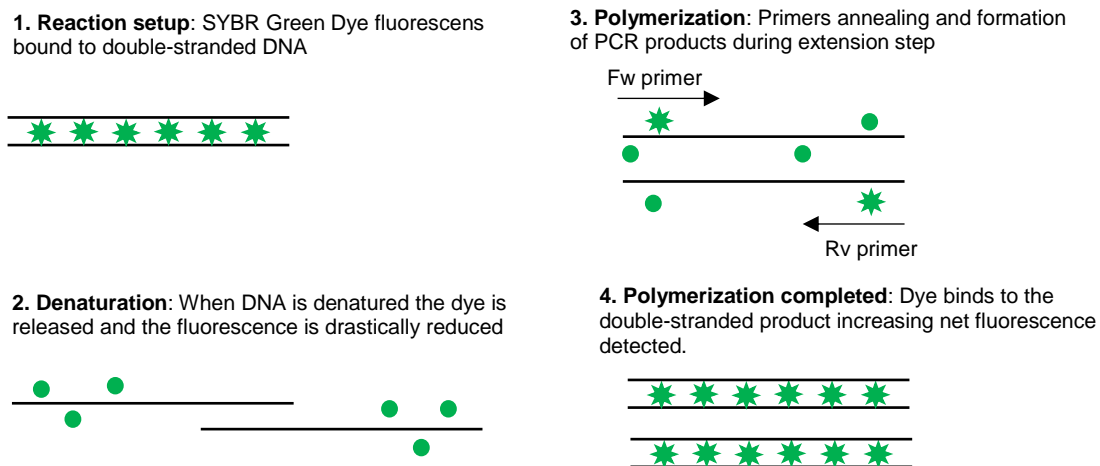 1. Reaction setup: SYBR Green Dye fluorescens
bound to double-stranded DNA
2. Denaturation: When DNA is denatured the dye is
released and the fluorescence is drastically reduced
3. Polymerization: Primers annealing and formation
of PCR products during extension step
Fw primer
Rv primer
4. Polymerization completed: Dye binds to the
double-stranded product increasing net fluorescence
detected.